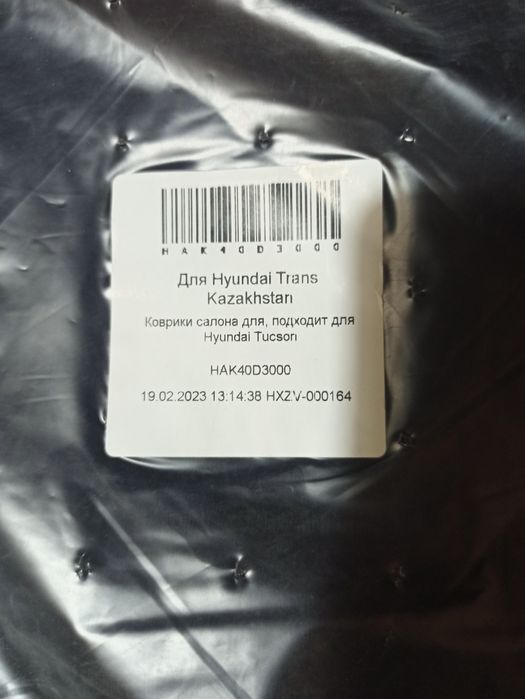 HAK40D3000
Для Hyundai Trans
Kazakhstan
Коврики салона для, подходит для
Hyundai Tucson
HAK40D3000
19.02.2023 13:14:38 HXZV-000164